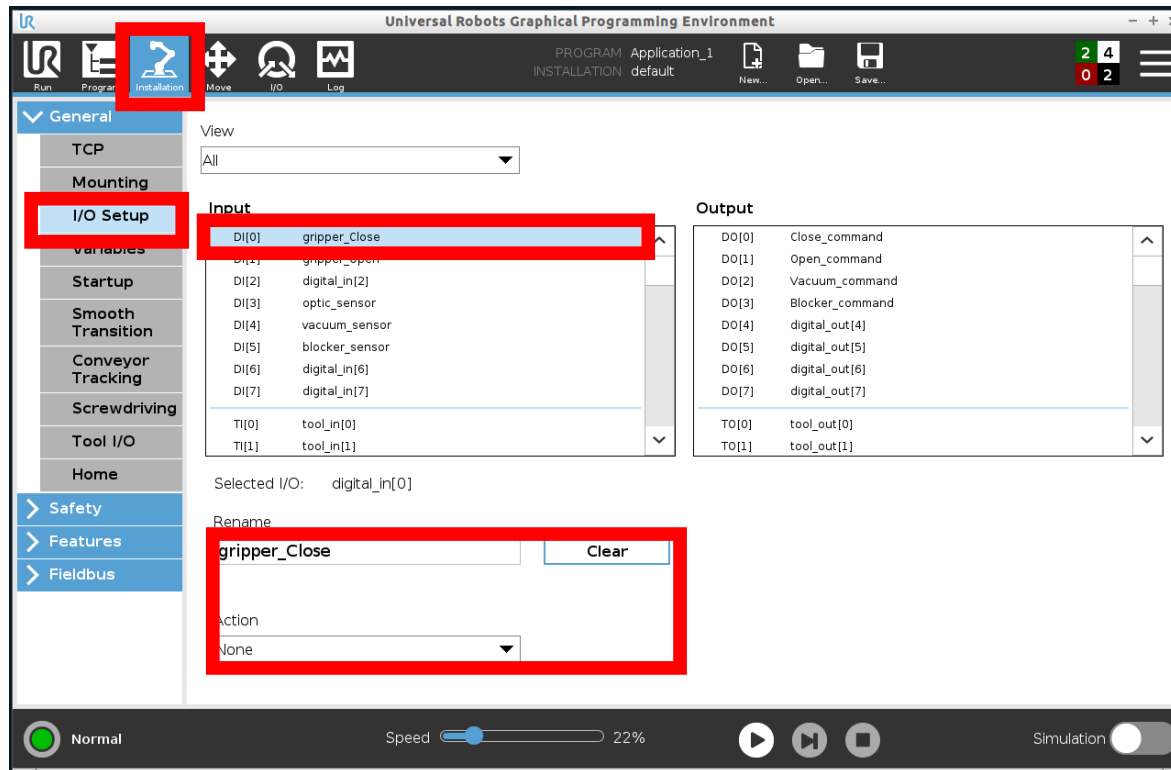 Universal Robots Graphical Programming Environment
PROGRAM Application_1
INSTALLATION default
New... Open... Save...
2 4
0 2
Run Program Installation Move I/O Log
General
TCP
Mounting
I/O Setup
Variables
Startup
Smooth
Transition
Conveyor
Tracking
Screwdriving
Tool I/O
Home
Safety
Features
Fieldbus
View
All
Input
DI[0] gripper_Close
DI[1] gripper_Open
DI[2] digital_in[2]
DI[3] optic_sensor
DI[4] vacuum_sensor
DI[5] blocker_sensor
DI[6] digital_in[6]
DI[7] digital_in[7]
TI[0] tool_in[0]
TI[1] tool_in[1]
Output
DO[0] Close_command
DO[1] Open_command
DO[2] Vacuum_command
DO[3] Blocker_command
DO[4] digital_out[4]
DO[5] digital_out[5]
DO[6] digital_out[6]
DO[7] digital_out[7]
TO[0] tool_out[0]
TO[1] tool_out[1]
Selected I/O: digital_in[0]
Rename
gripper_Close Clear
Action
None
Normal
Speed 22%
Simulation